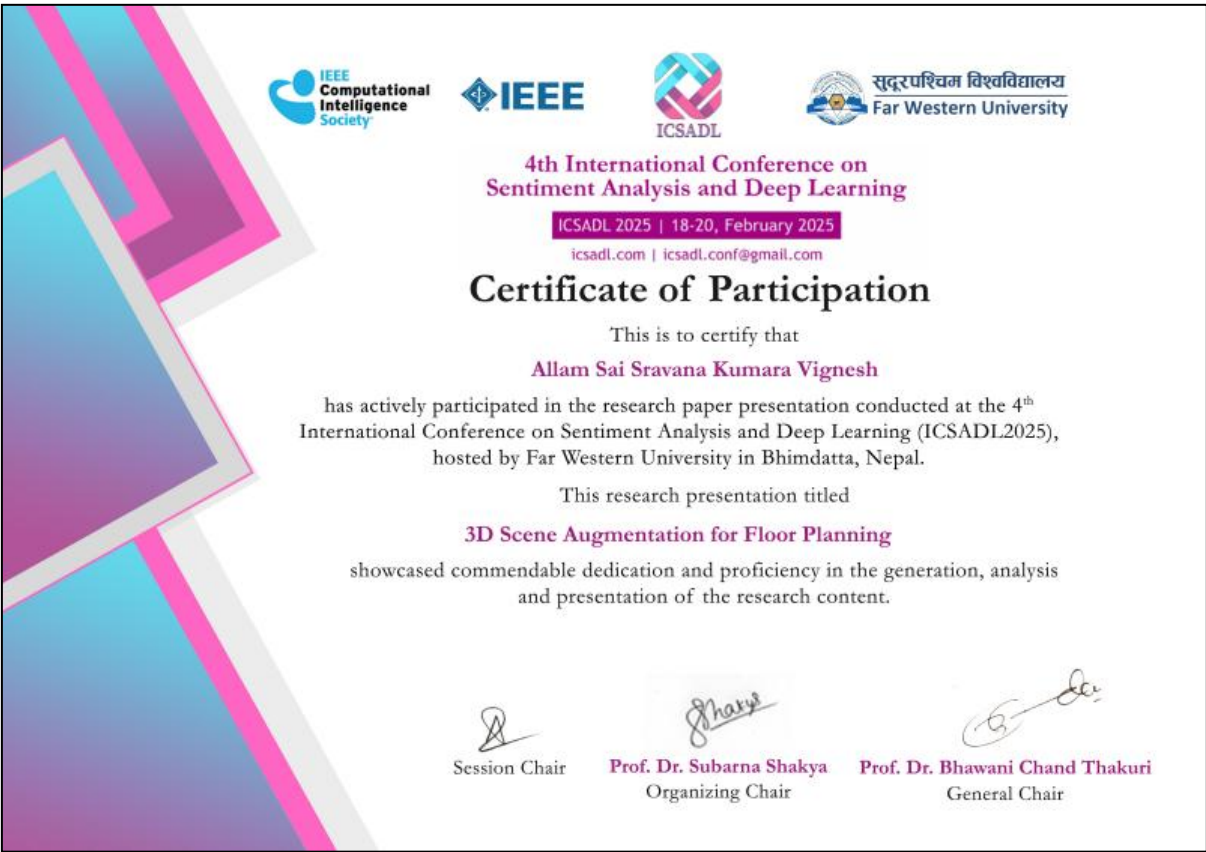 IEEE
Computational
Intelligence
Society
IEEE
ICSADL
सुदूरपश्चिम विश्वविद्यालय
Far Western University
4th International Conference on
Sentiment Analysis and Deep Learning
ICSADL 2025 | 18-20, February 2025
icsadl.com | icsadl.conf@gmail.com
Certificate of Participation
This is to certify that
Allam Sai Sravana Kumara Vignesh
has actively participated in the research paper presentation conducted at the 4th
International Conference on Sentiment Analysis and Deep Learning (ICSADL2025),
hosted by Far Western University in Bhimdatta, Nepal.
This research presentation titled
3D Scene Augmentation for Floor Planning
showcased commendable dedication and proficiency in the generation, analysis
and presentation of the research content.
Shakya
Session Chair
Prof. Dr. Subarna Shakya
Organizing Chair
Prof. Dr. Bhawani Chand Thakuri
General Chair